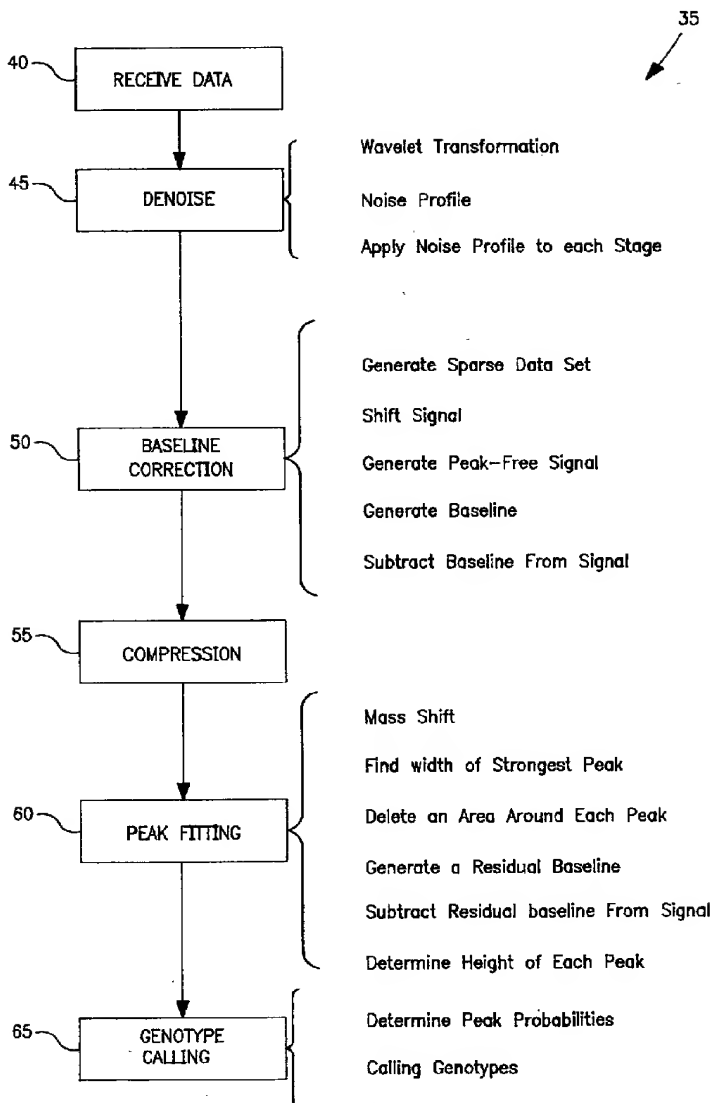 35
40
RECEIVE DATA
45
DENOISE
Wavelet Transformation
Noise Profile
Apply Noise Profile to each Stage
50
BASELINE
CORRECTION
Generate Sparse Data Set
Shift Signal
Generate Peak-Free Signal
Generate Baseline
Subtract Baseline From Signal
55
COMPRESSION
60
PEAK FITTING
Mass Shift
Find width of Strongest Peak
Delete an Area Around Each Peak
Generate a Residual Baseline
Subtract Residual baseline From Signal
Determine Height of Each Peak
65
GENOTYPE
CALLING
Determine Peak Probabilities
Calling Genotypes